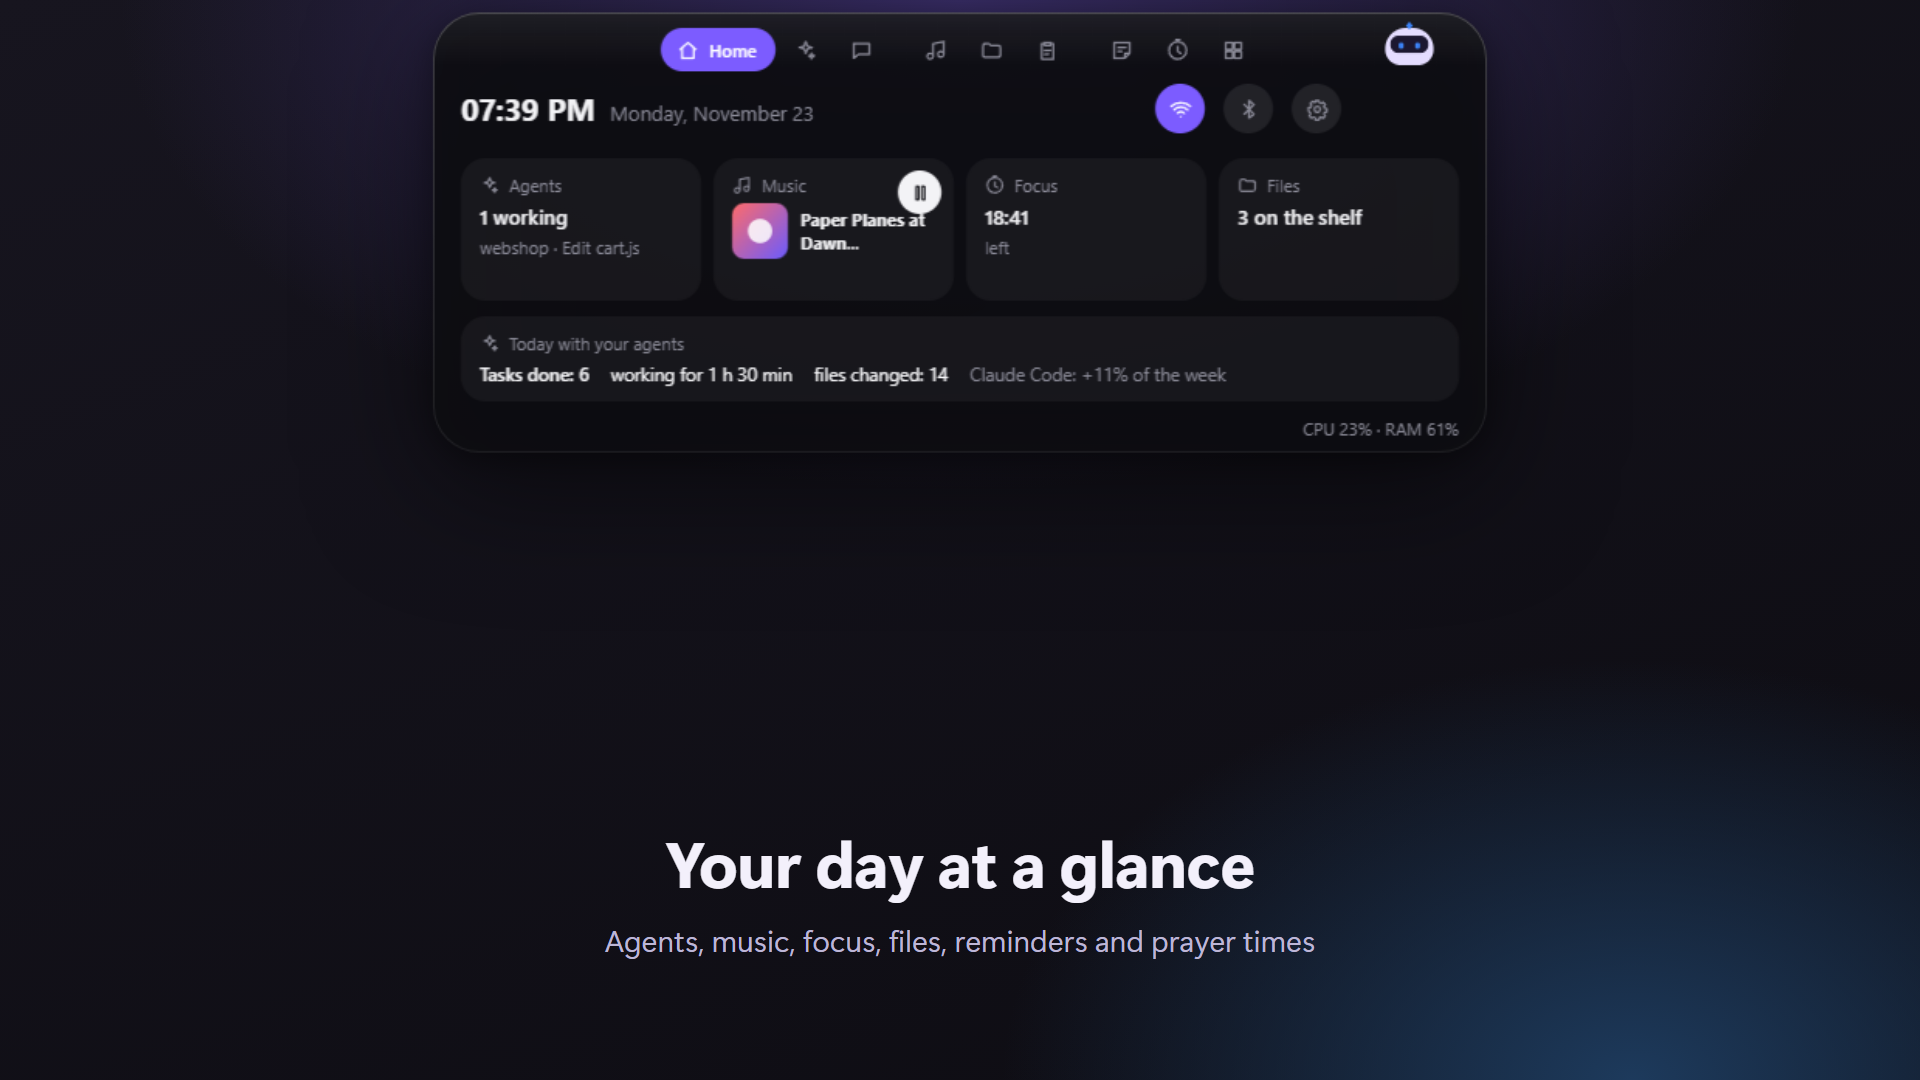 Home
07:39 PM Monday, November 23
Agents
1 working
webshop · Edit cart.js
Music
Paper Planes at
Dawn...
Focus
18:41
left
Files
3 on the shelf
Today with your agents
Tasks done: 6 working for 1 h 30 min files changed: 14 Claude Code: +11% of the week
CPU 23% · RAM 61%
Your day at a glance
Agents, music, focus, files, reminders and prayer times